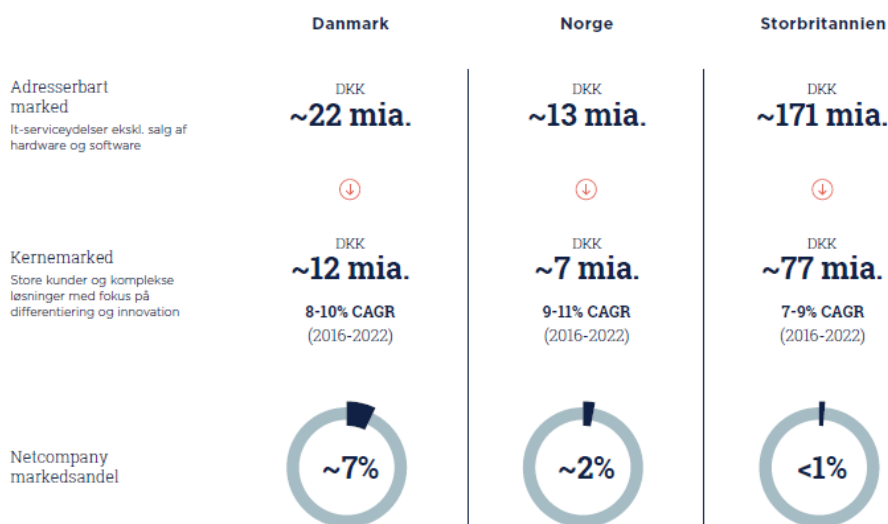 Danmark Norge Storbritannien
Adresserbart
marked
It-serviceydelser ekskl. salg af
hardware og software
DKK DKK DKK
~22 mia. ~13 mia. ~171 mia.
Kernemarked
Store kunder og komplekse
løsninger med fokus på
differentiering og innovation
DKK DKK DKK
~12 mia. ~7 mia. ~77 mia.
8-10% CAGR 9-11% CAGR 7-9% CAGR
(2016-2022) (2016-2022) (2016-2022)
Netcompany
markedsandel
~7% ~2% <1%